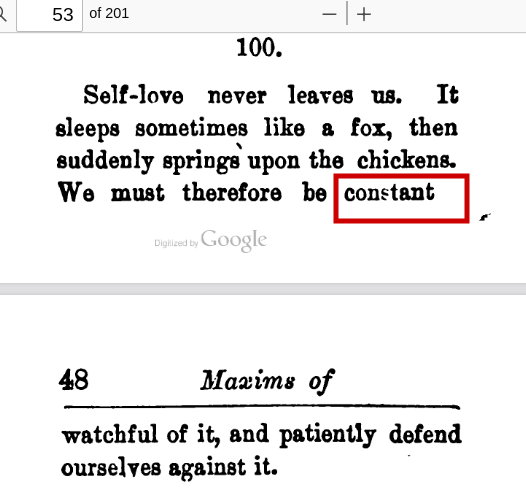 53 of 201
100.
Self-love never leaves us. It
sleeps sometimes like a fox, then
suddenly springs upon the chickens.
We must therefore be constant
Digilized by Google
48 Maxims of
watchful of it, and patiently defend
ourselves against it.